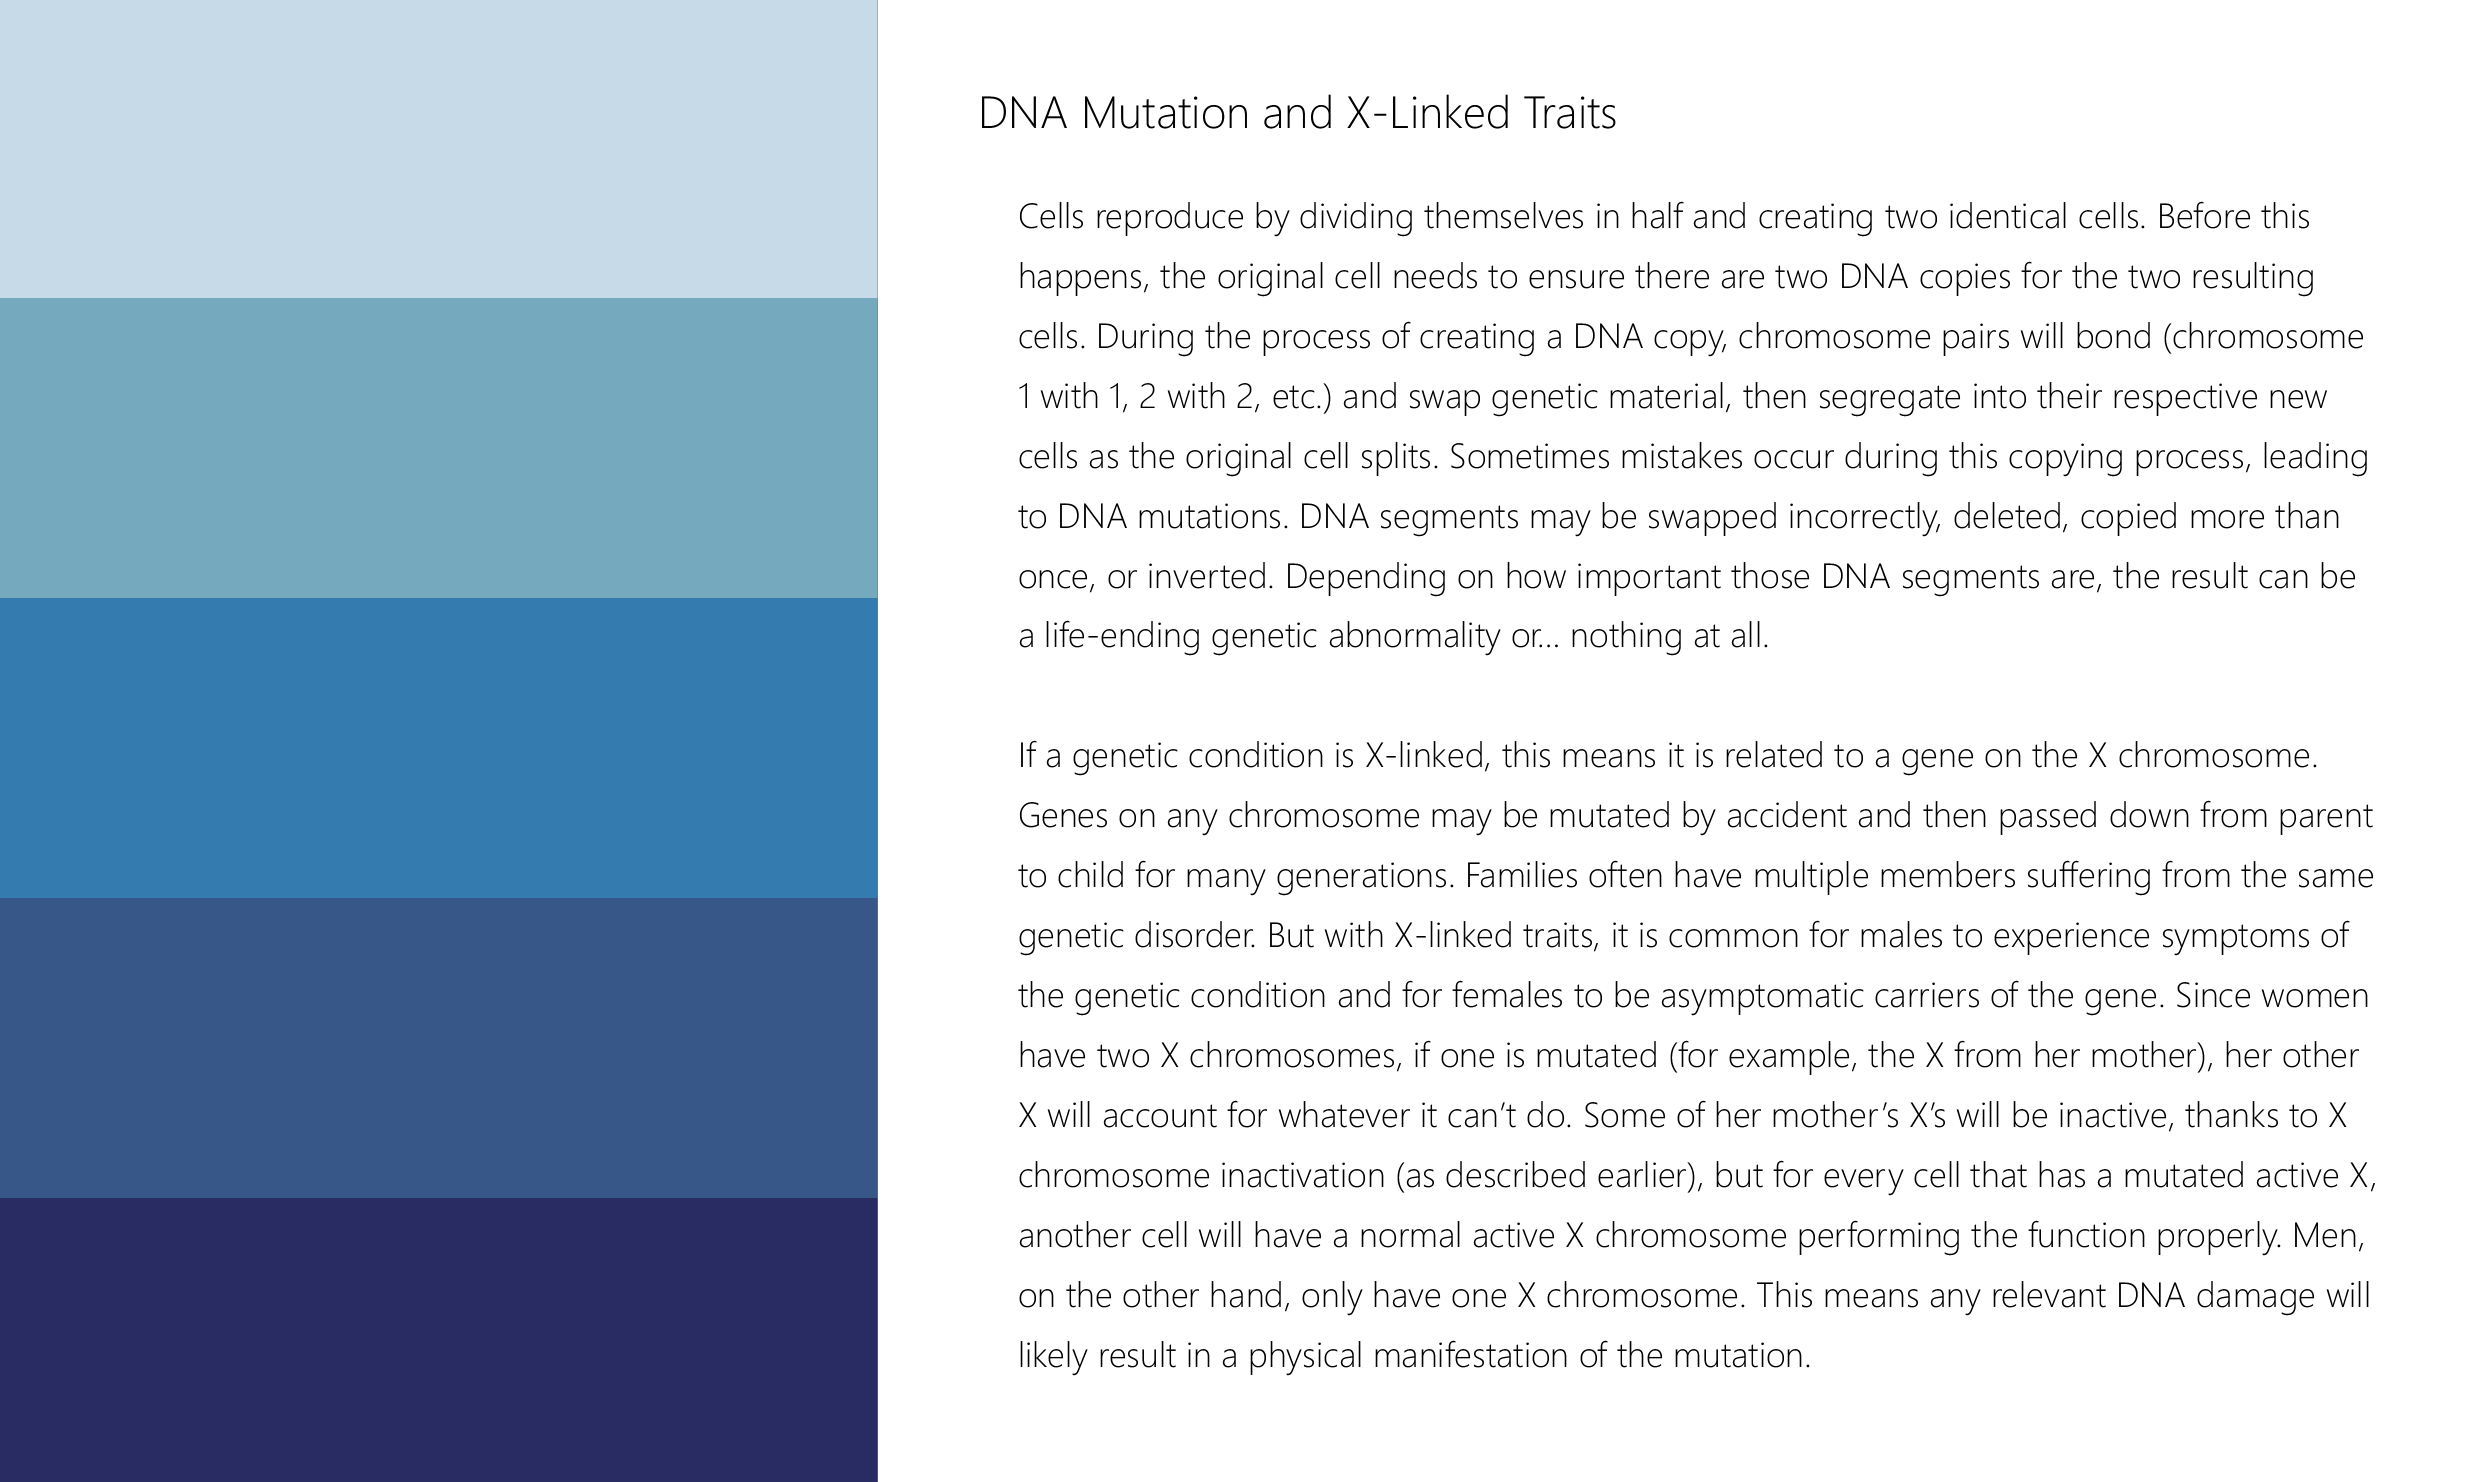 DNA Mutation and X-Linked Traits
Cells reproduce by dividing themselves in half and creating two identical cells. Before this
happens, the original cell needs to ensure there are two DNA copies for the two resulting
cells. During the process of creating a DNA copy, chromosome pairs will bond (chromosome
1 with 1, 2 with 2, etc.) and swap genetic material, then segregate into their respective new
cells as the original cell splits. Sometimes mistakes occur during this copying process, leading
to DNA mutations. DNA segments may be swapped incorrectly, deleted, copied more than
once, or inverted. Depending on how important those DNA segments are, the result can be
a life-ending genetic abnormality or... nothing at all.
If a genetic condition is X-linked, this means it is related to a gene on the X chromosome.
Genes on any chromosome may be mutated by accident and then passed down from parent
to child for many generations. Families often have multiple members suffering from the same
genetic disorder. But with X-linked traits, it is common for males to experience symptoms of
the genetic condition and for females to be asymptomatic carriers of the gene. Since women
have two X chromosomes, if one is mutated (for example, the X from her mother), her other
X will account for whatever it can’t do. Some of her mother’s X’s will be inactive, thanks to X
chromosome inactivation (as described earlier), but for every cell that has a mutated active X,
another cell will have a normal active X chromosome performing the function properly. Men,
on the other hand, only have one X chromosome. This means any relevant DNA damage will
likely result in a physical manifestation of the mutation.